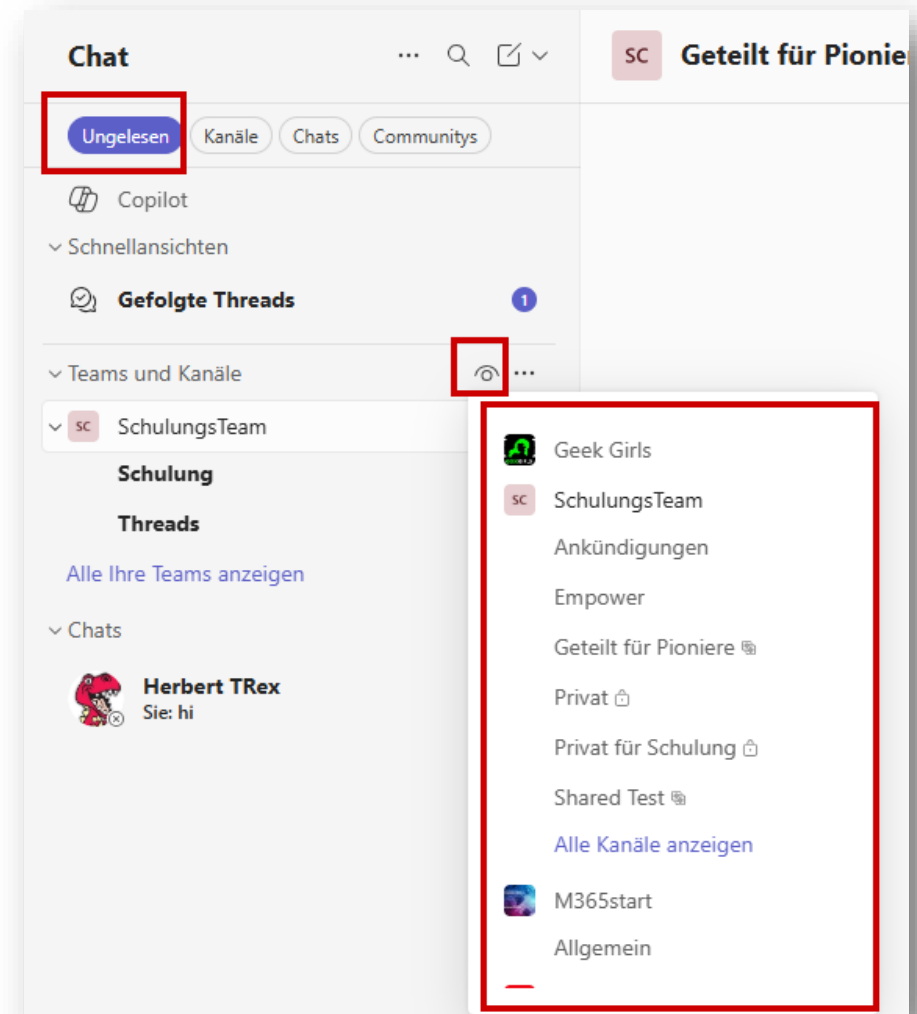 Chat
SC Geteilt für Pionie
Ungelesen Kanäle Chats Communitys
Copilot
Schnellansichten
Gefolgte Threads 1
Teams und Kanäle
SC SchulungsTeam
Schulung
Threads
Alle Ihre Teams anzeigen
Chats
Herbert TRex
Sie: hi
Geek Girls
SC SchulungsTeam
Ankündigungen
Empower
Geteilt für Pioniere
Privat
Privat für Schulung
Shared Test
Alle Kanäle anzeigen
M365start
Allgemein